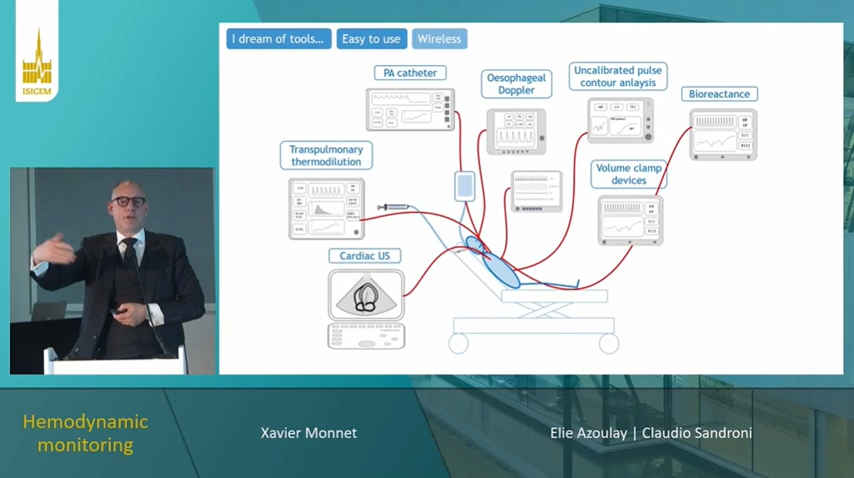 ISICEM
I dream of tools...
Easy to use
Wireless
PA catheter
Oesophageal
Doppler
Uncalibrated pulse
contour anlaysis
Bioreactance
Transpulmonary
thermodilution
Volume clamp
devices
Cardiac US
Hemodynamic
monitoring
Xavier Monnet
Elie Azoulay | Claudio Sandroni